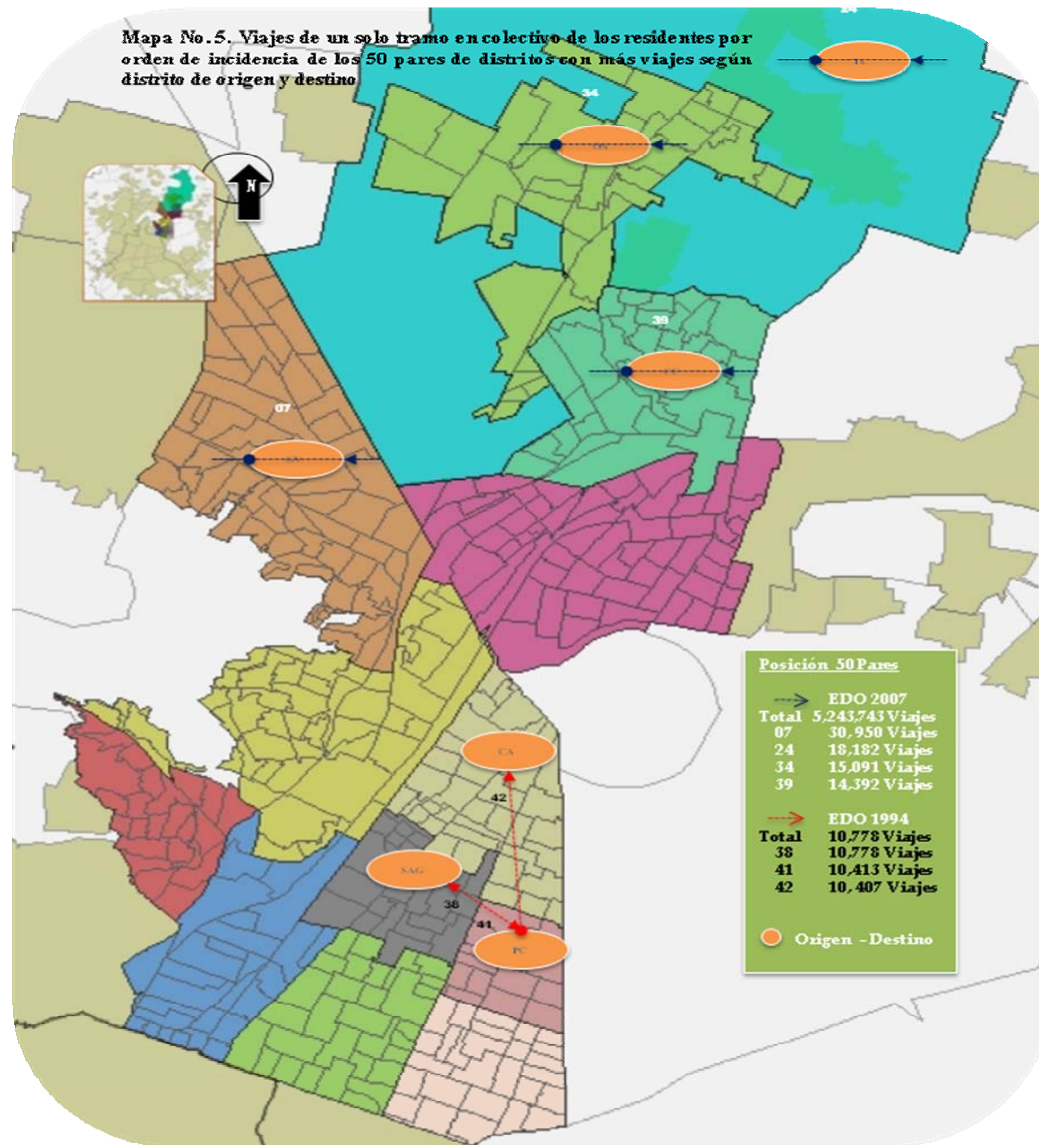 Mapa No. 5. Viajes de un solo tramo en colectivo de los residentes por
orden de incidencia de los 50 pares de distritos con más viajes según
distrito de origen y destino
24
34
N
39
07
CA
42
SAG
38
41
PC
Posición 50 Pares
EDO 2007
Total 5,243,743 Viajes
07 30,950 Viajes
24 18,182 Viajes
34 15,091 Viajes
39 14,392 Viajes
EDO 1994
Total 10,778 Viajes
38 10,778 Viajes
41 10,413 Viajes
42 10,407 Viajes
Origen - Destino